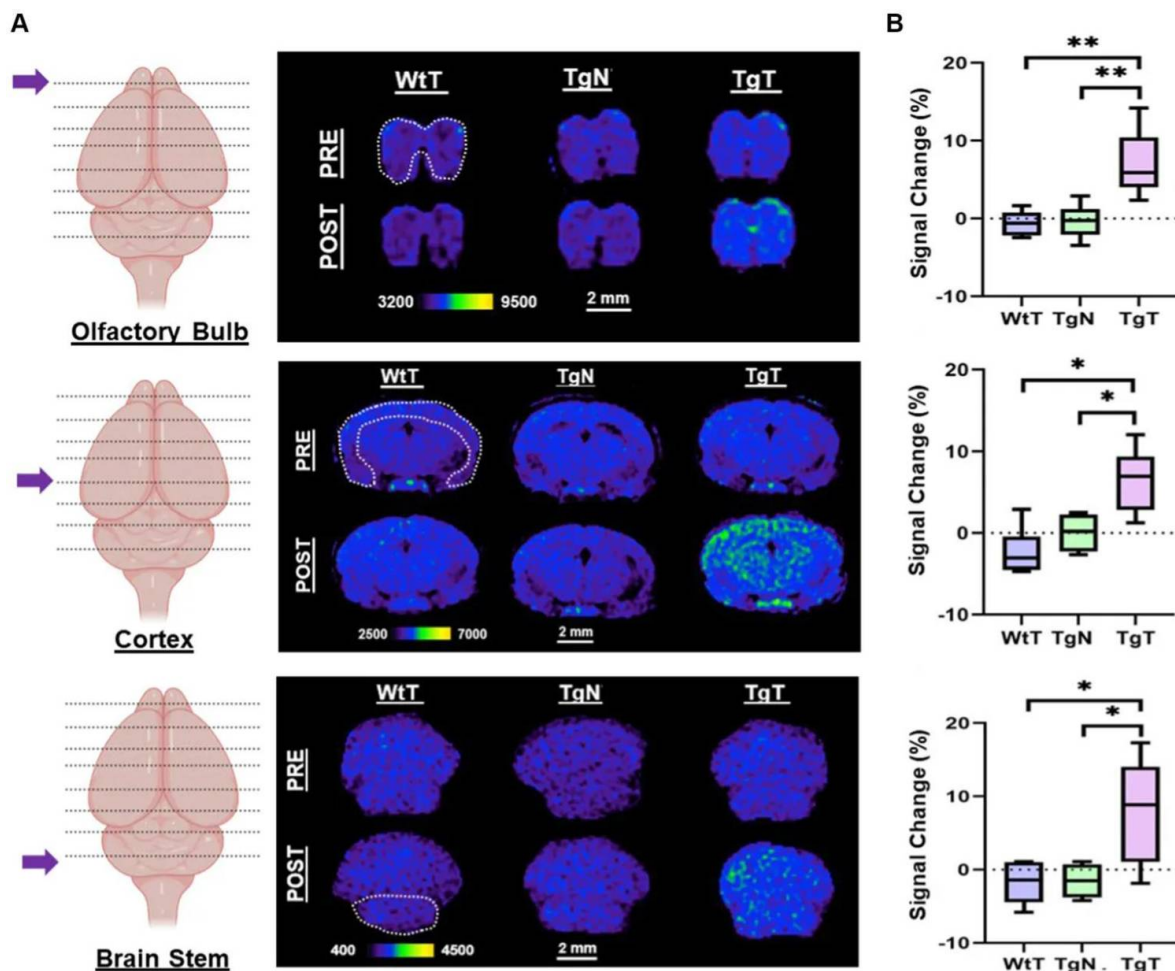 A
B
WtT TgN TgT
PRE
POST
3200 9500 2 mm
Olfactory Bulb
**
**
20
10
0
-10
Signal Change (%)
WtT TgN TgT
WtT TgN TgT
PRE
POST
2500 7000 2 mm
Cortex
*
*
20
10
0
-10
Signal Change (%)
WtT TgN TgT
WtT TgN TgT
PRE
POST
400 4500 2 mm
Brain Stem
*
*
20
10
0
-10
Signal Change (%)
WtT TgN TgT